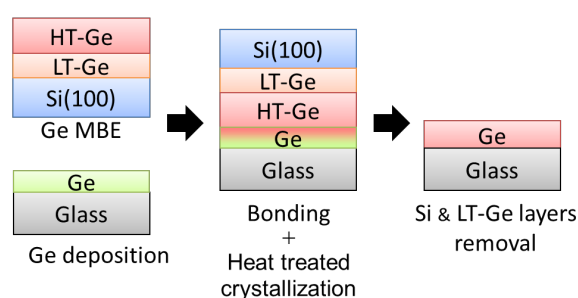 HT-Ge
LT-Ge
Si(100)
Ge MBE
Ge
Glass
Ge deposition
Si(100)
LT-Ge
HT-Ge
Ge
Glass
Bonding
+
Heat treated
crystallization
Ge
Glass
Si & LT-Ge layers
removal